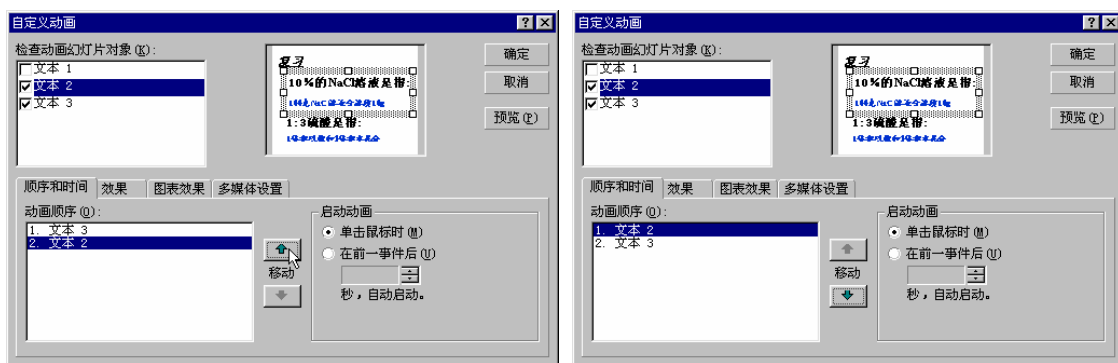 自定义动画
检查动画幻灯片对象(K):
文本 1
文本 2
文本 3
复习
10%的NaCl溶液是指:
1:3硫酸是指:
确定
取消
预览(P)
顺序和时间 效果 图表效果 多媒体设置
动画顺序(O):
1. 文本 3
2. 文本 2
移动
启动动画
单击鼠标时(M)
在前一事件后(U)
秒，自动启动。
自定义动画
检查动画幻灯片对象(K):
文本 1
文本 2
文本 3
复习
10%的NaCl溶液是指:
1:3硫酸是指:
确定
取消
预览(P)
顺序和时间 效果 图表效果 多媒体设置
动画顺序(O):
1. 文本 2
2. 文本 3
移动
启动动画
单击鼠标时(M)
在前一事件后(U)
秒，自动启动。